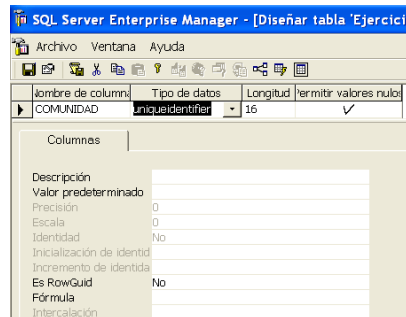 SQL Server Enterprise Manager - [Diseñar tabla 'Ejercici
Archivo Ventana Ayuda
Nombre de column Tipo de datos Longitud Permitir valores nulos
COMUNIDAD uniqueidentifier 16
Columnas
Descripción
Valor predeterminado
Precisión 0
Escala 0
Identidad No
Inicialización de identid
Incremento de identida
Es RowGuid No
Fórmula
Intercalación